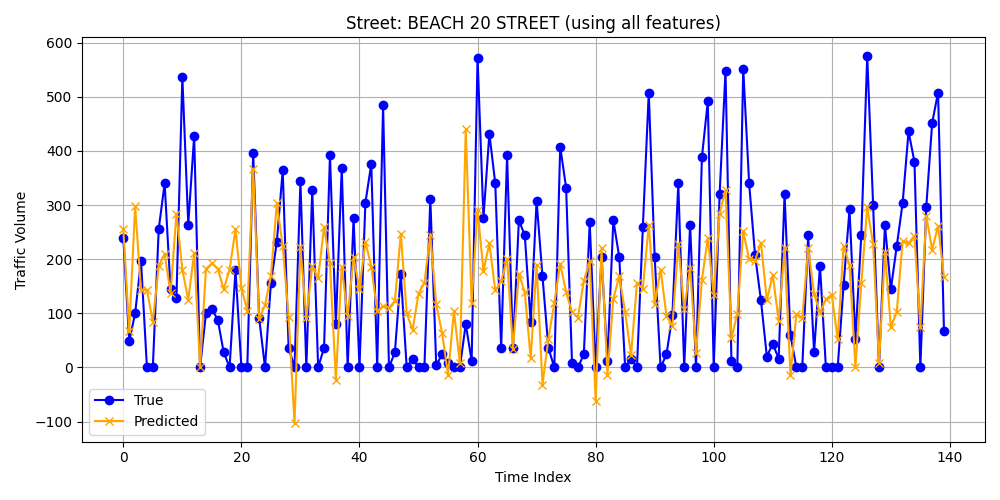 Street: BEACH 20 STREET (using all features)
600
500
400
300
200
100
0
−100
Traffic Volume
True
Predicted
0 20 40 60 80 100 120 140
Time Index